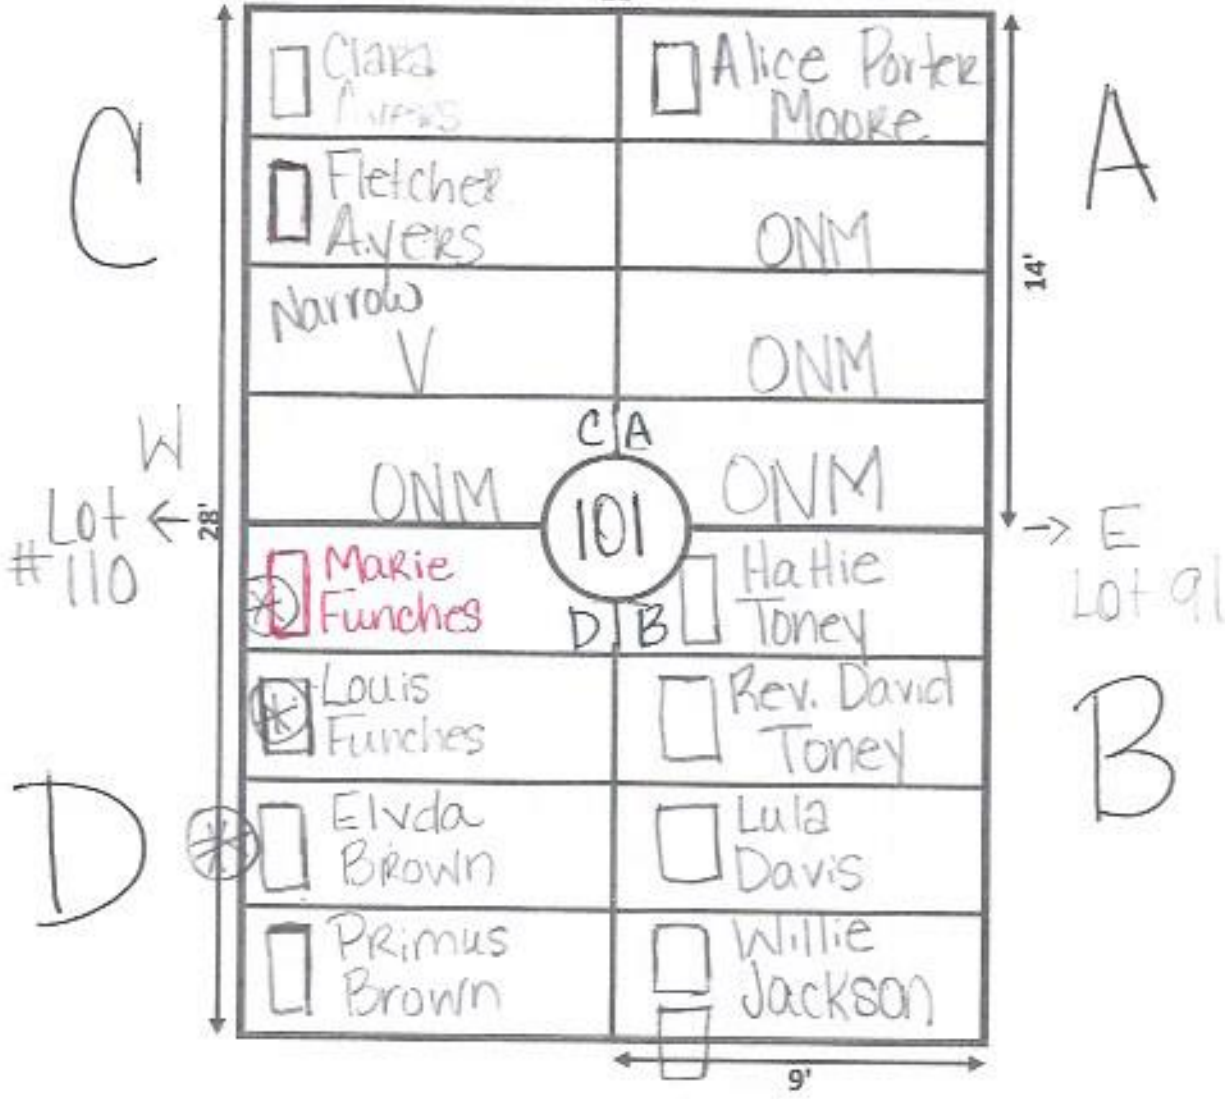 C
Clara
Ayers
Alice Porter
Moore
A
Fletcher
Ayers
ONM
14'
Narrow
V
ONM
W
Lot
# 110
28'
ONM
C A
101
D B
ONM
E
Lot 91
Marie
Funches
Hattie
Toney
Louis
Funches
Rev. David
Toney
B
D
Elvda
Brown
Lula
Davis
Primus
Brown
Willie
Jackson
9'